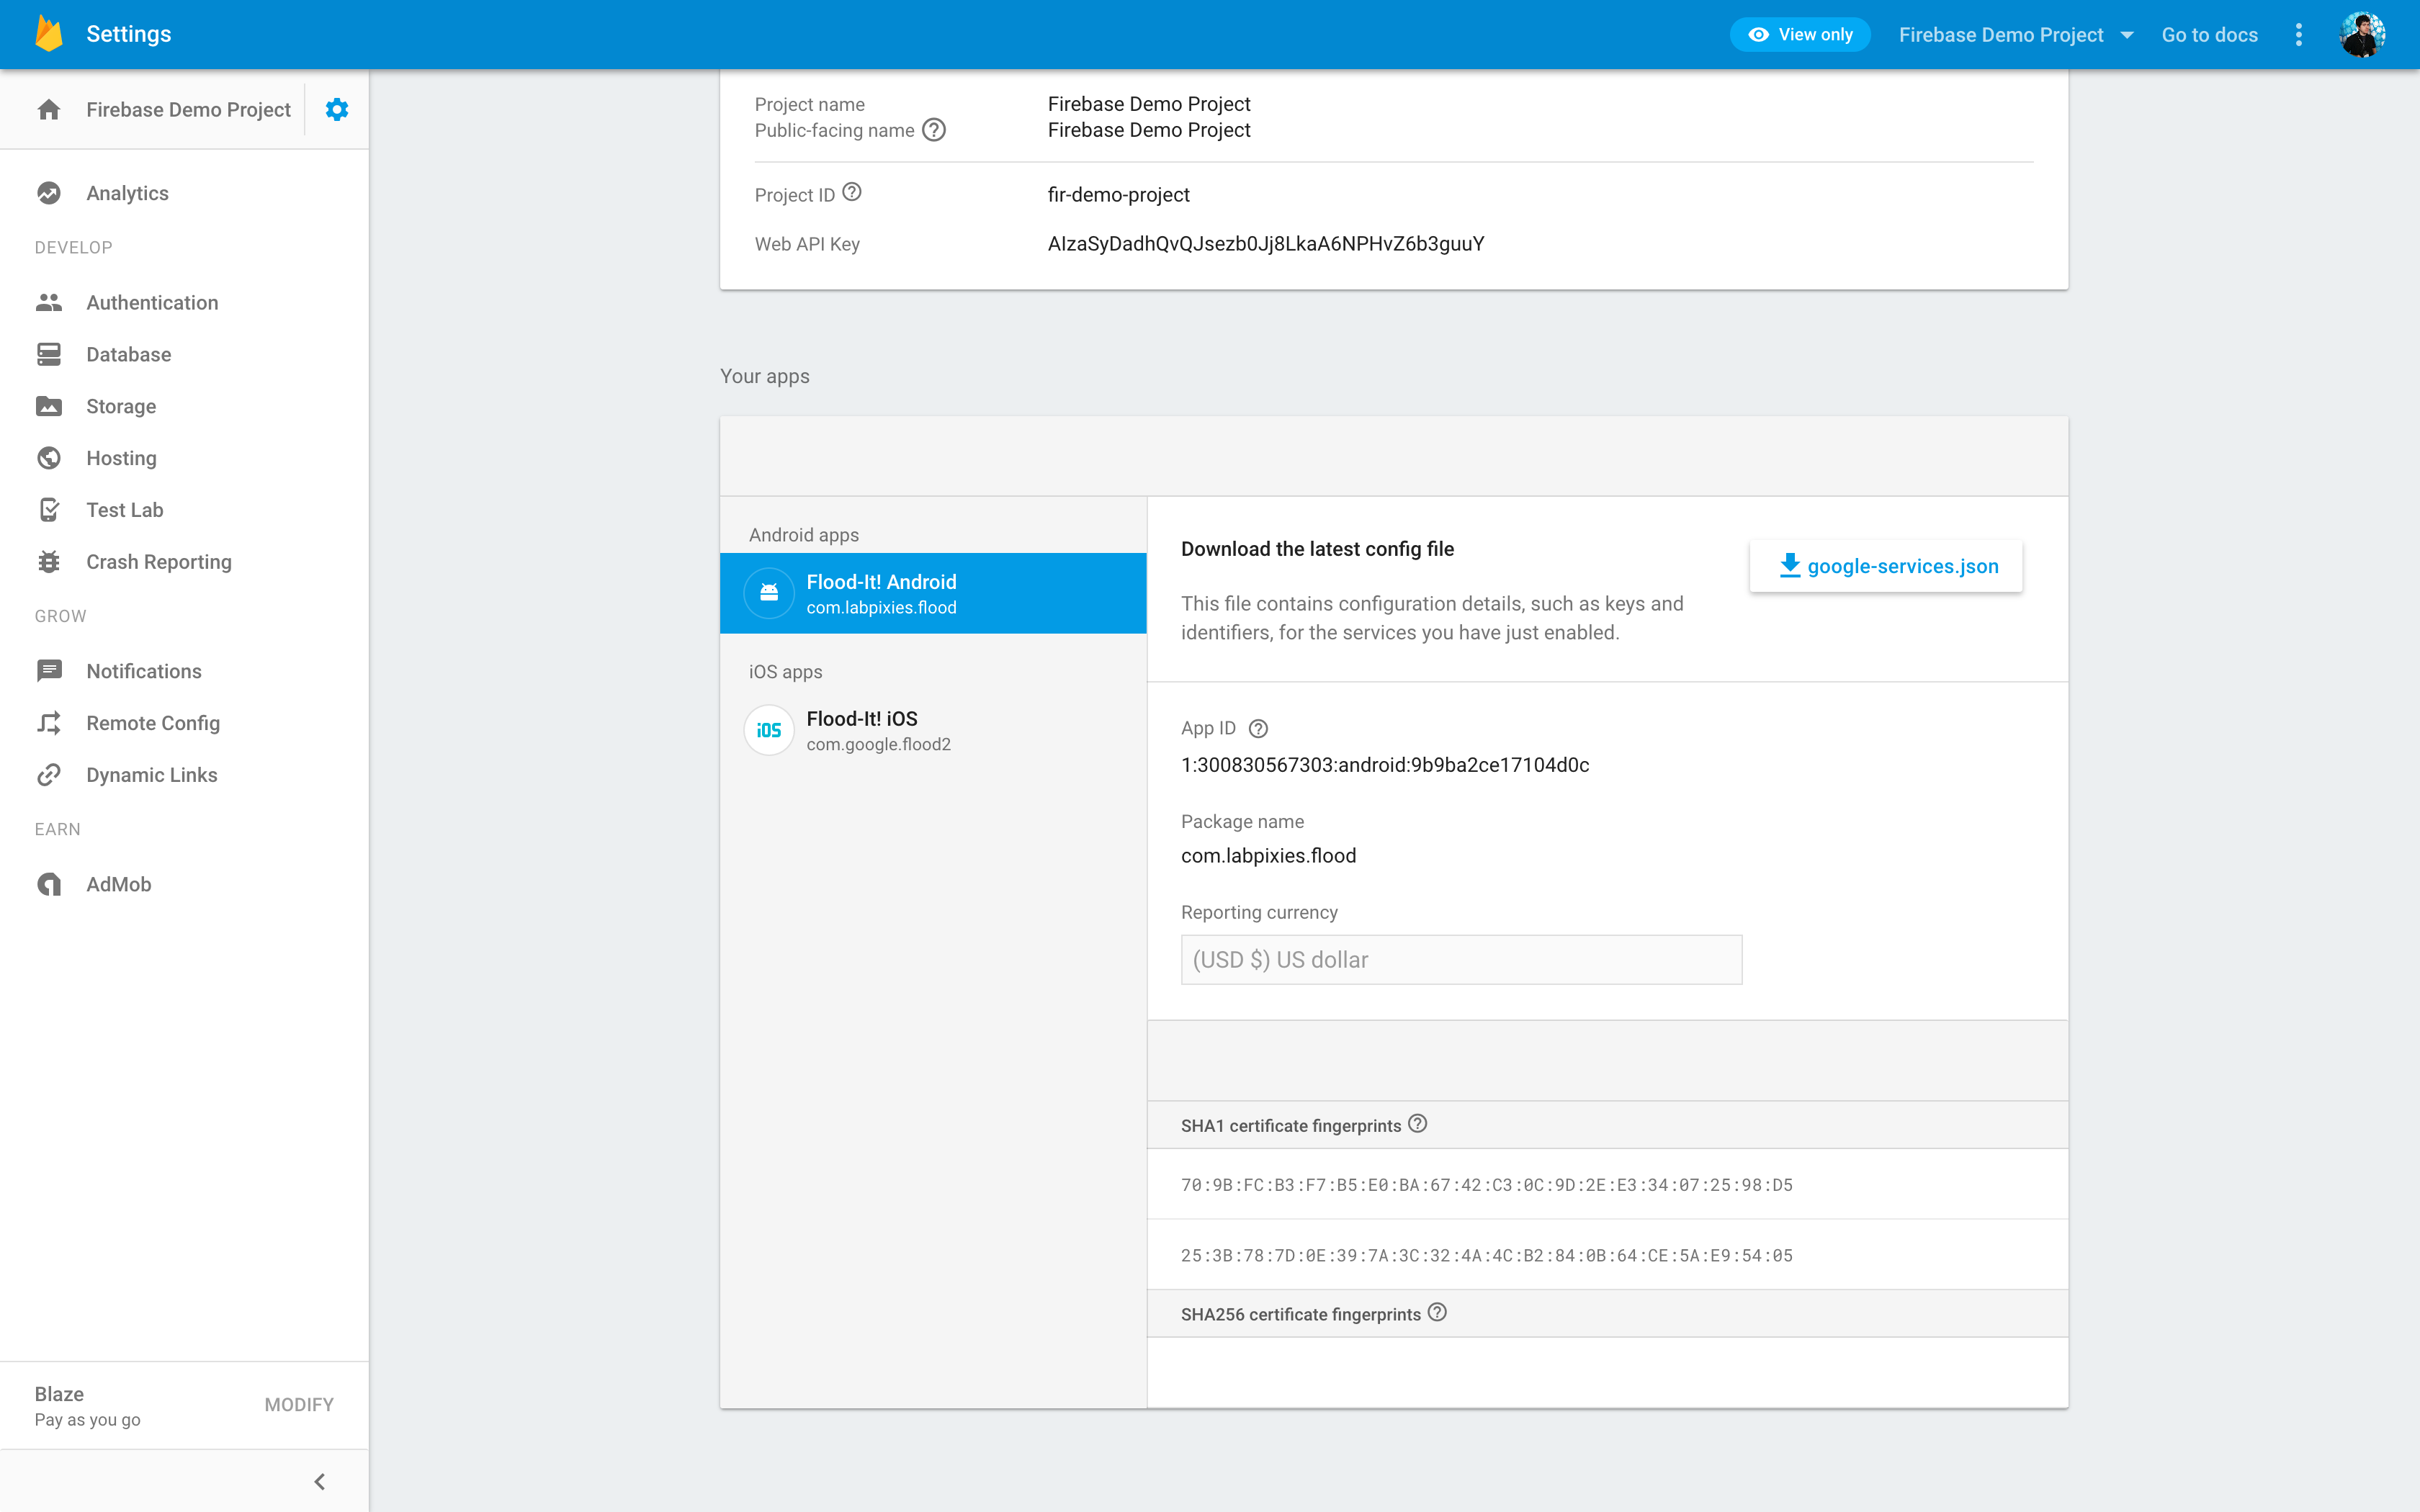 Settings
View only
Firebase Demo Project
Go to docs
Firebase Demo Project
Analytics
DEVELOP
Authentication
Database
Storage
Hosting
Test Lab
Crash Reporting
GROW
Notifications
Remote Config
Dynamic Links
EARN
AdMob
Blaze
Pay as you go
MODIFY
Project name Firebase Demo Project
Public-facing name Firebase Demo Project
Project ID fir-demo-project
Web API Key AIzaSyDadhQvQJsezb0Jj8LkaA6NPHvZ6b3guuY
Your apps
Android apps
Flood-It! Android
com.labpixies.flood
iOS apps
iOS
Flood-It! iOS
com.google.flood2
Download the latest config file
google-services.json
This file contains configuration details, such as keys and
identifiers, for the services you have just enabled.
App ID
1:300830567303:android:9b9ba2ce17104d0c
Package name
com.labpixies.flood
Reporting currency
(USD $) US dollar
SHA1 certificate fingerprints
70:9B:FC:B3:F7:B5:E0:BA:67:42:C3:0C:9D:2E:E3:34:07:25:98:D5
25:3B:78:7D:0E:39:7A:3C:32:4A:4C:B2:84:0B:64:CE:5A:E9:54:05
SHA256 certificate fingerprints